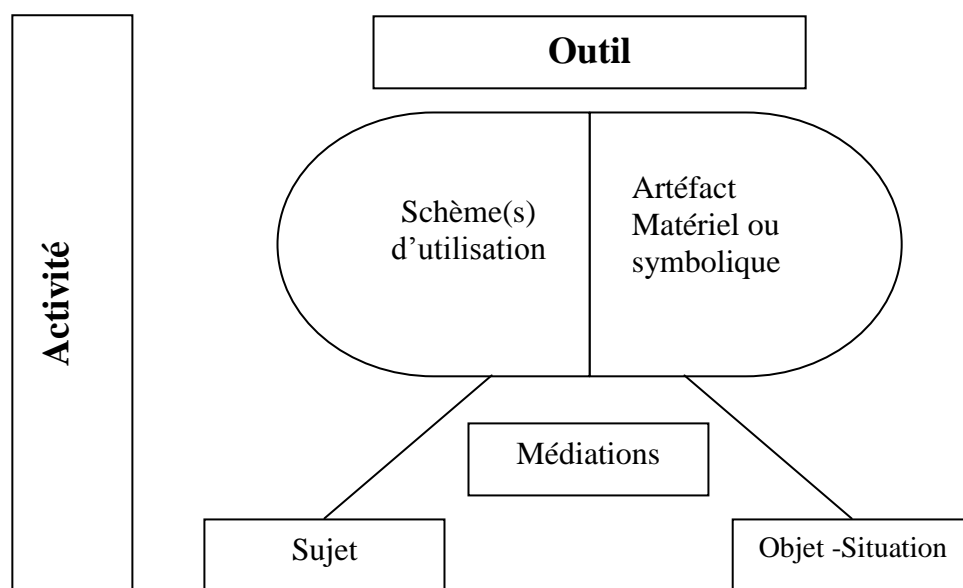 Outil
Activité
Schème(s)
d’utilisation
Artéfact
Matériel ou
symbolique
Médiations
Sujet
Objet -Situation